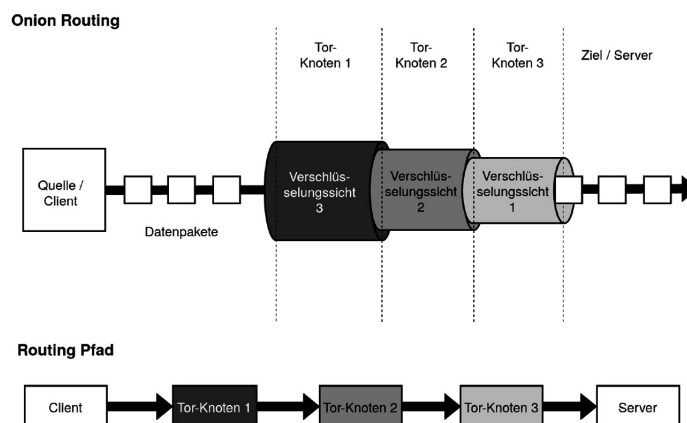 Onion Routing
Tor-
Knoten 1
Tor-
Knoten 2
Tor-
Knoten 3
Ziel / Server
Quelle /
Client
Datenpakete
Verschlüs-
selungssicht
3
Verschlüs-
selungssicht
2
Verschlüs-
selungssicht
1
Routing Pfad
Client
Tor-Knoten 1
Tor-Knoten 2
Tor-Knoten 3
Server